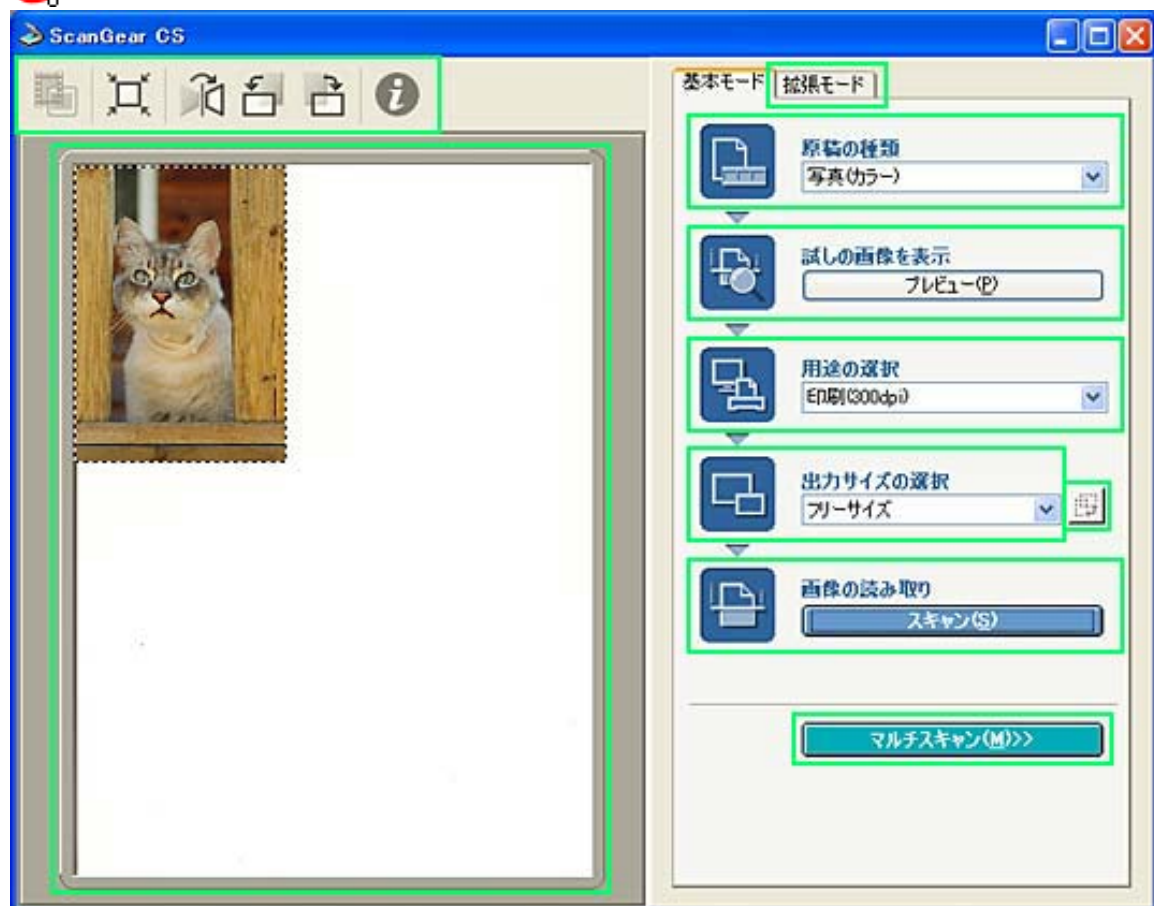 ScanGear CS
基本モード
拡張モード
原稿の種類
写真(カラー)
試しの画像を表示
プレビュー(P)
用途の選択
印刷(300dpi)
出力サイズの選択
フリーサイズ
画像の読み取り
スキャン(S)
マルチスキャン(M)>>